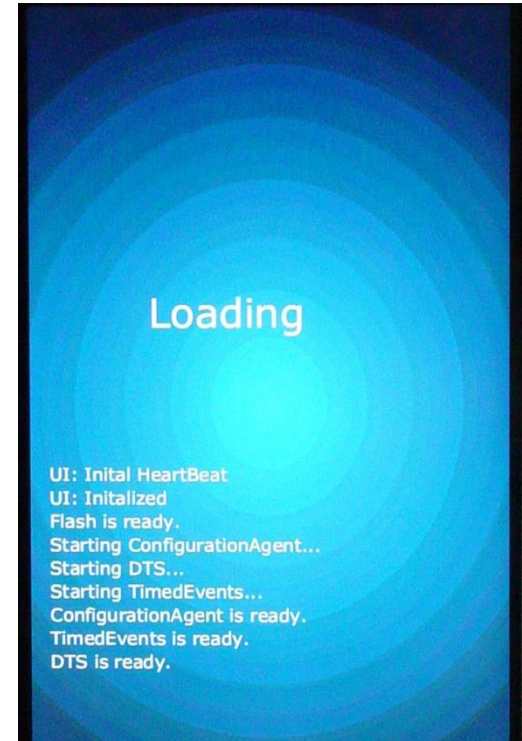 Loading
UI: Inital HeartBeat
UI: Initalized
Flash is ready.
Starting ConfigurationAgent...
Starting DTS...
Starting TimedEvents...
ConfigurationAgent is ready.
TimedEvents is ready.
DTS is ready.